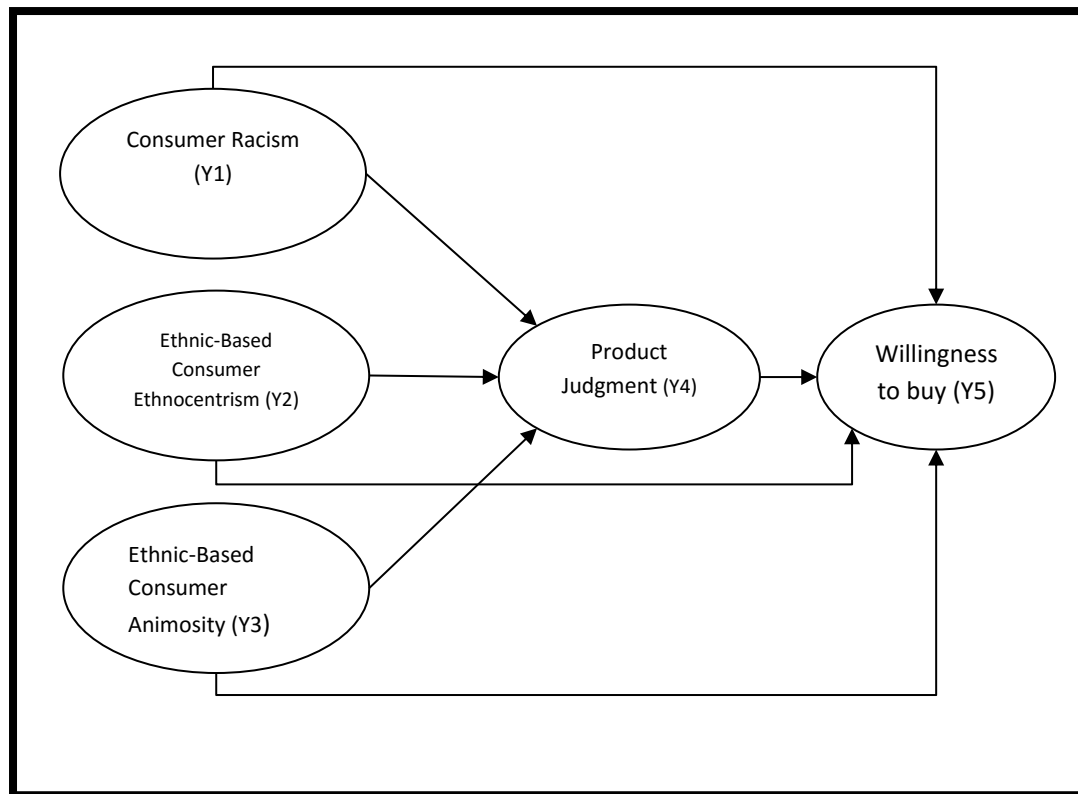 Consumer Racism
(Y1)
Ethnic-Based
Consumer
Ethnocentrism (Y2)
Product
Judgment (Y4)
Willingness
to buy (Y5)
Ethnic-Based
Consumer
Animosity (Y3)